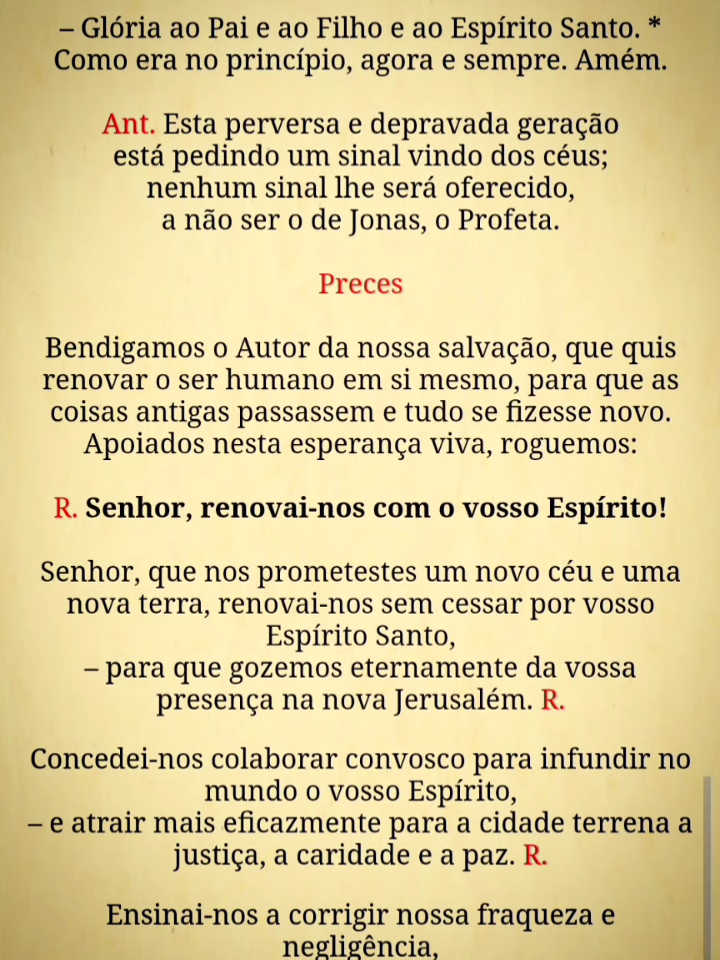 – Glória ao Pai e ao Filho e ao Espírito Santo. *
Como era no princípio, agora e sempre. Amém.
Ant. Esta perversa e depravada geração
está pedindo um sinal vindo dos céus;
nenhum sinal lhe será oferecido,
a não ser o de Jonas, o Profeta.
Preces
Bendigamos o Autor da nossa salvação, que quis
renovar o ser humano em si mesmo, para que as
coisas antigas passassem e tudo se fizesse novo.
Apoiados nesta esperança viva, roguemos:
R. Senhor, renovai-nos com o vosso Espírito!
Senhor, que nos prometestes um novo céu e uma
nova terra, renovai-nos sem cessar por vosso
Espírito Santo,
– para que gozemos eternamente da vossa
presença na nova Jerusalém. R.
Concedei-nos colaborar convosco para infundir no
mundo o vosso Espírito,
– e atrair mais eficazmente para a cidade terrena a
justiça, a caridade e a paz. R.
Ensinai-nos a corrigir nossa fraqueza e
negligência,